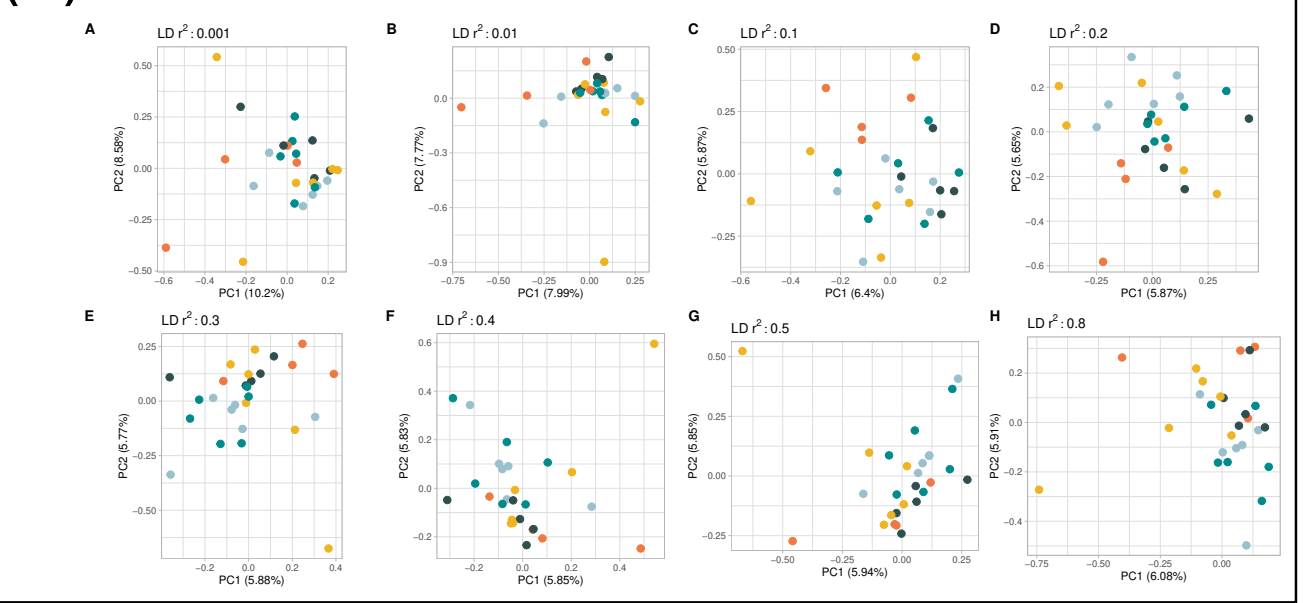 A
LD r²: 0.001
0.50
0.25
0.00
−0.25
−0.50
−0.6
−0.4
−0.2
0.0
0.2
PC1 (10.2%)
PC2 (8.58%)
B
LD r²: 0.01
0.0
−0.3
−0.6
−0.9
−0.75
−0.50
−0.25
0.00
0.25
PC1 (7.99%)
PC2 (7.77%)
C
LD r²: 0.1
0.50
0.25
0.00
−0.25
−0.6
−0.4
−0.2
0.0
0.2
PC1 (6.4%)
PC2 (5.87%)
D
LD r²: 0.2
0.2
0.0
−0.2
−0.4
−0.6
−0.25
0.00
0.25
PC1 (5.87%)
PC2 (5.65%)
E
LD r²: 0.3
0.25
0.00
−0.25
−0.50
−0.2
0.0
0.2
0.4
PC1 (5.88%)
PC2 (5.77%)
F
LD r²: 0.4
0.6
0.4
0.2
0.0
−0.2
−0.2
0.0
0.2
0.4
PC1 (5.85%)
PC2 (5.83%)
G
LD r²: 0.5
0.50
0.25
0.00
−0.25
−0.50
−0.25
0.00
0.25
PC1 (5.94%)
PC2 (5.85%)
H
LD r²: 0.8
0.2
0.0
−0.2
−0.4
−0.75
−0.50
−0.25
0.00
PC1 (6.08%)
PC2 (5.91%)